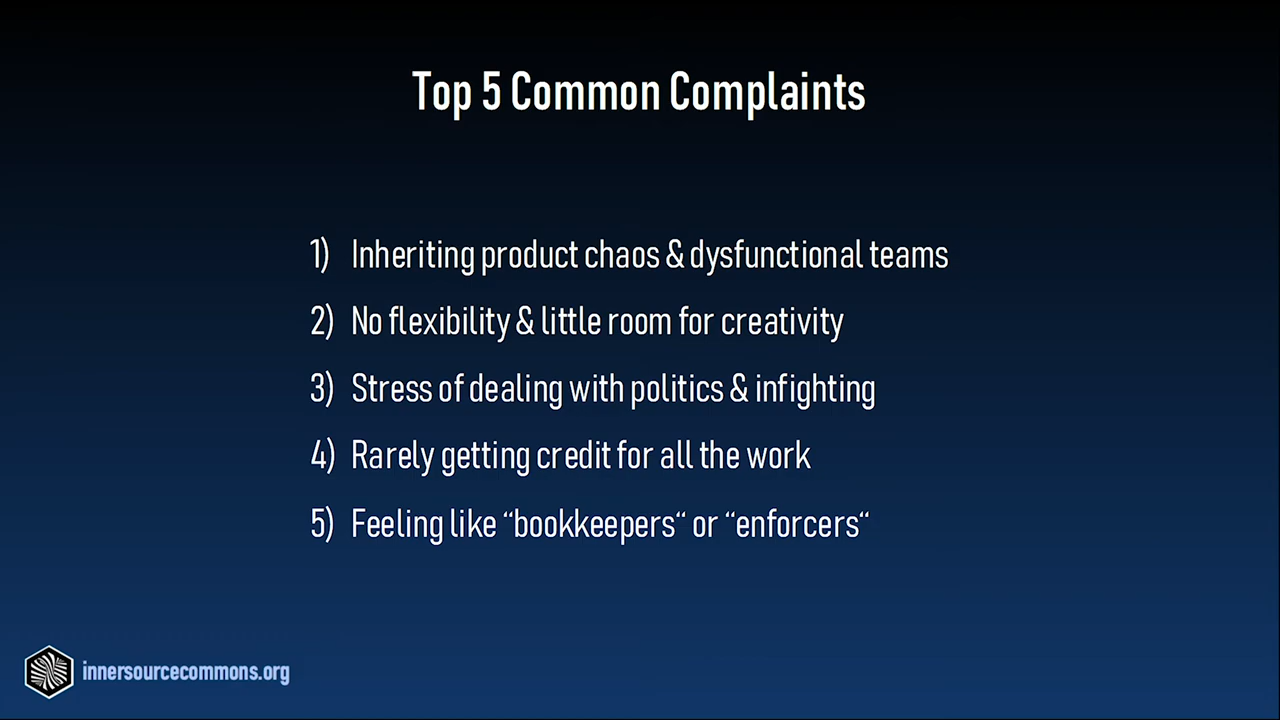 Top 5 Common Complaints
1) Inheriting product chaos & dysfunctional teams
2) No flexibility & little room for creativity
3) Stress of dealing with politics & infighting
4) Rarely getting credit for all the work
5) Feeling like “bookkeepers“ or “enforcers“
innersourcecommons.org